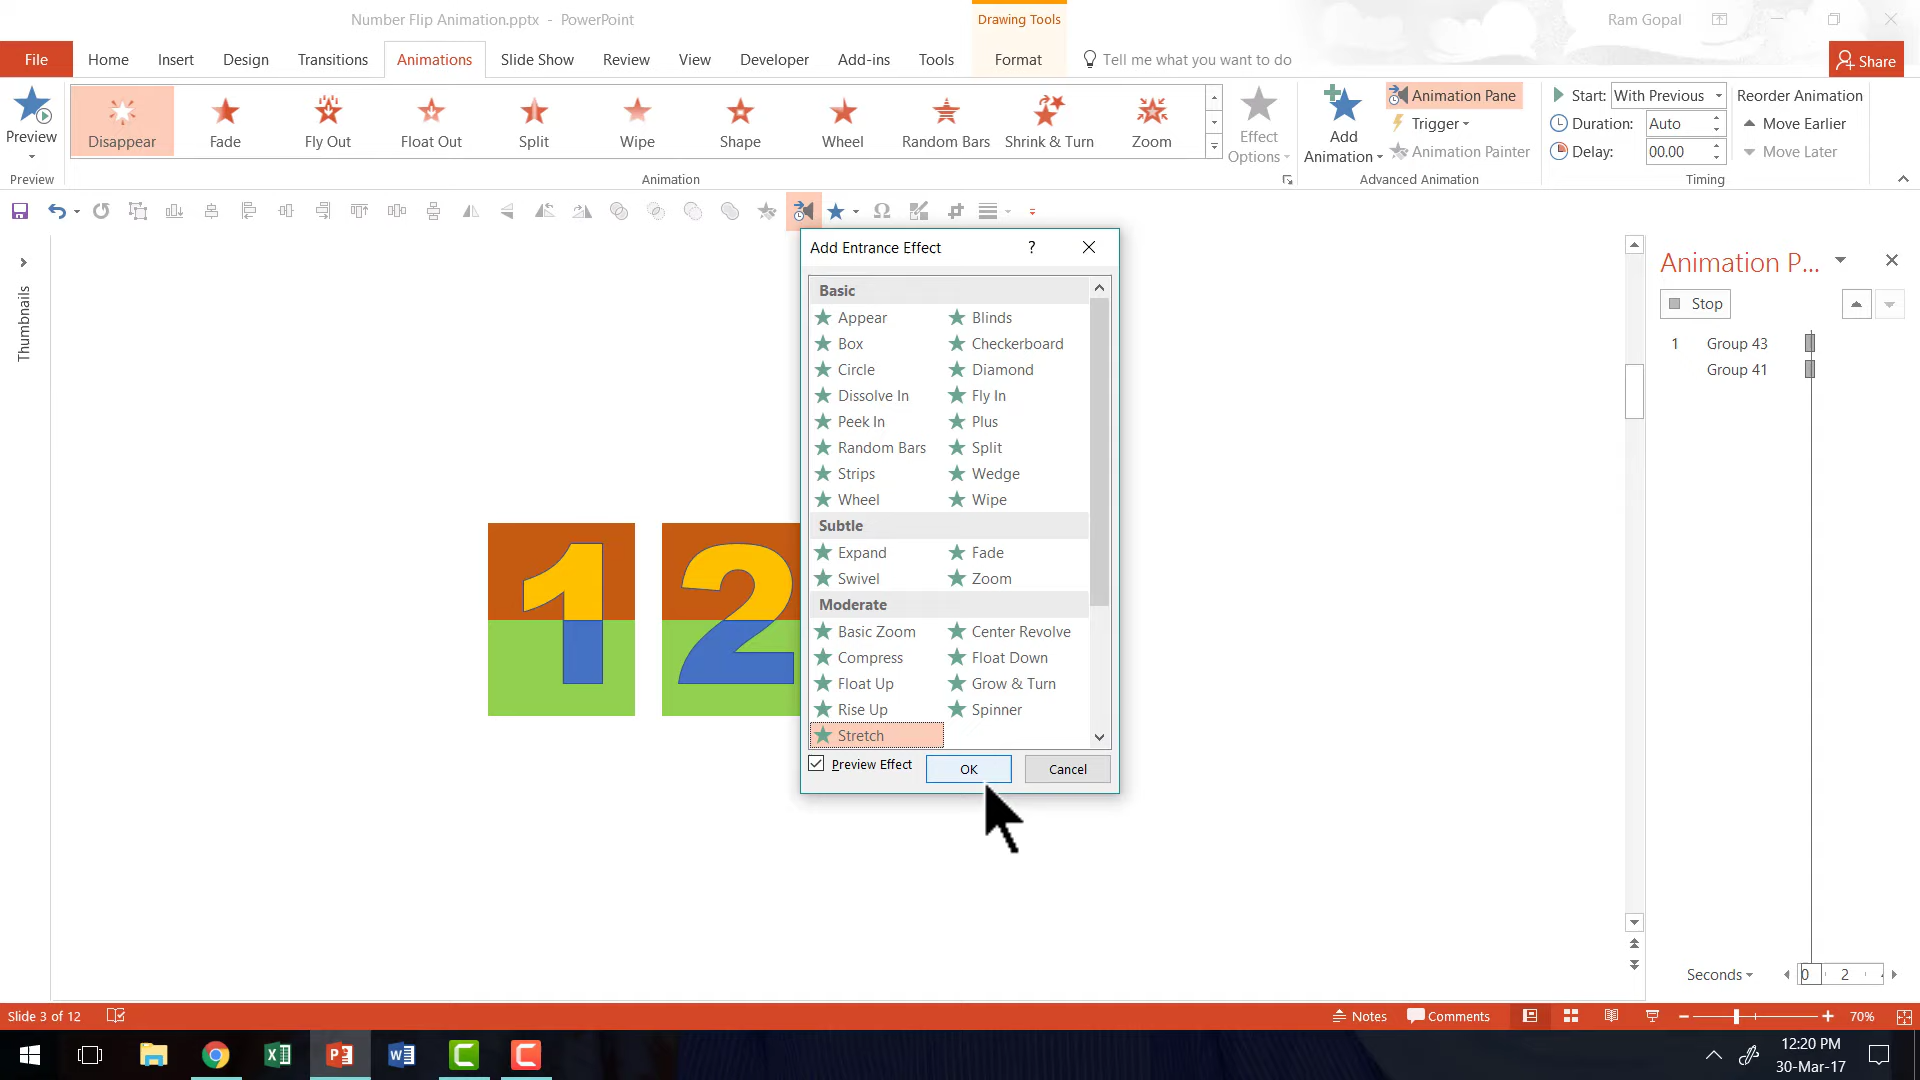 Number Flip Animation.pptx - PowerPoint
Drawing Tools
Ram Gopal
File
Home
Insert
Design
Transitions
Animations
Slide Show
Review
View
Developer
Add-ins
Tools
Format
Tell me what you want to do
Share
Preview
Disappear
Fade
Fly Out
Float Out
Split
Wipe
Shape
Wheel
Random Bars
Shrink & Turn
Zoom
Effect
Options
Add
Animation
Animation Pane
Trigger
Animation Painter
Start: With Previous
Duration: Auto
Delay: 00.00
Reorder Animation
Move Earlier
Move Later
Preview
Animation
Advanced Animation
Timing
Thumbnails
Add Entrance Effect ?
Basic
Appear Blinds
Box Checkerboard
Circle Diamond
Dissolve In Fly In
Peek In Plus
Random Bars Split
Strips Wedge
Wheel Wipe
Subtle
Expand Fade
Swivel Zoom
Moderate
Basic Zoom Center Revolve
Compress Float Down
Float Up Grow & Turn
Rise Up Spinner
Stretch
Preview Effect OK Cancel
1 2
Animation P...
Stop
1 Group 43
Group 41
Seconds 0 2
Slide 3 of 12
Notes
Comments
70%
12:20 PM
30-Mar-17